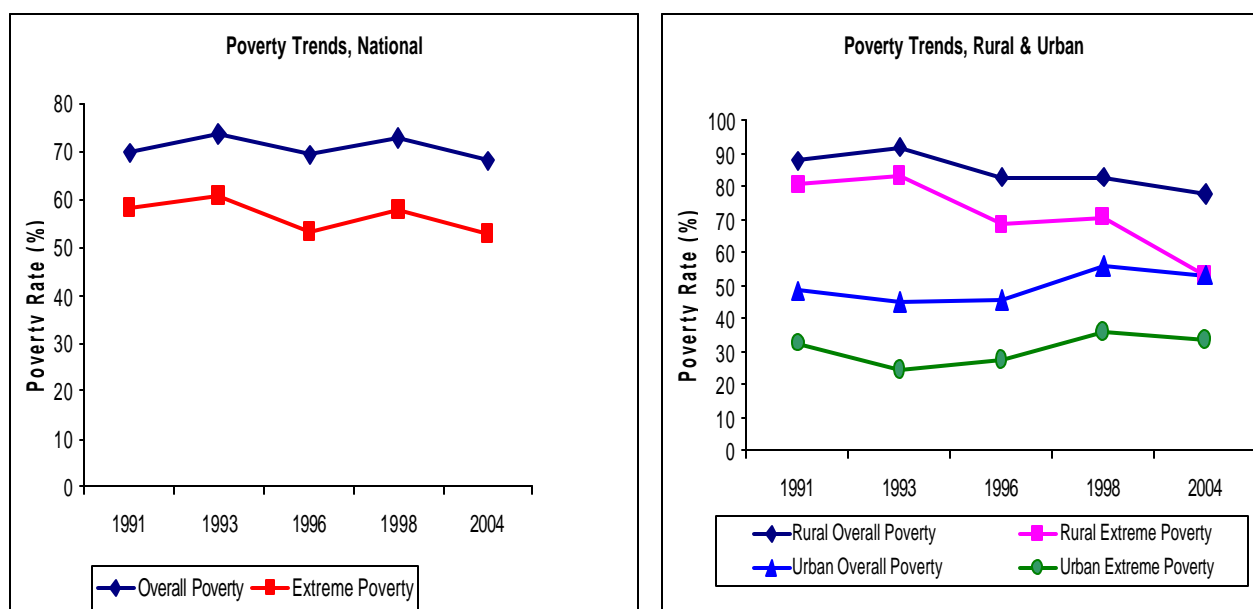 Poverty Trends, National
Poverty Rate (%)
80
70
60
50
40
30
20
10
0
1991 1993 1996 1998 2004
Overall Poverty Extreme Poverty
Poverty Trends, Rural & Urban
Poverty Rate (%)
100
90
80
70
60
50
40
30
20
10
0
1991 1993 1996 1998 2004
Rural Overall Poverty Rural Extreme Poverty
Urban Overall Poverty Urban Extreme Poverty